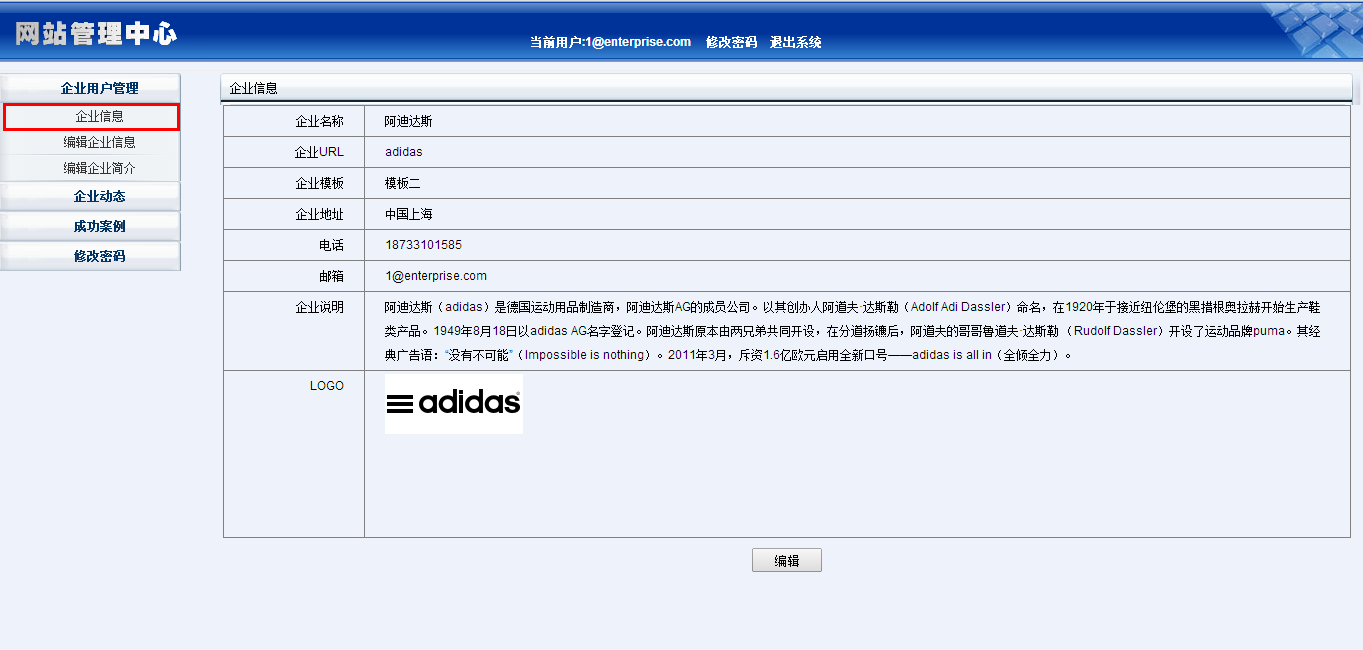 网站管理中心
当前用户:1@enterprise.com 修改密码 退出系统
企业用户管理
企业信息
编辑企业信息
编辑企业简介
企业动态
成功案例
修改密码
企业信息
企业名称 阿迪达斯
企业URL adidas
企业模板 模板二
企业地址 中国上海
电话 18733101585
邮箱 1@enterprise.com
企业说明 阿迪达斯（adidas）是德国运动用品制造商，阿迪达斯AG的成员公司。以其创办人阿道夫·达斯勒（Adolf Adi Dassler）命名，在1920年于接近纽伦堡的黑措根奥拉赫开始生产鞋
类产品。1949年8月18日以adidas AG名字登记。阿迪达斯原本由两兄弟共同开设，在分道扬镳后，阿道夫的哥哥鲁道夫·达斯勒 （Rudolf Dassler）开设了运动品牌puma。其经
典广告语：“没有不可能”（Impossible is nothing）。2011年3月，斥资1.6亿欧元启用全新口号——adidas is all in（全倾全力）。
LOGO
adidas
编辑